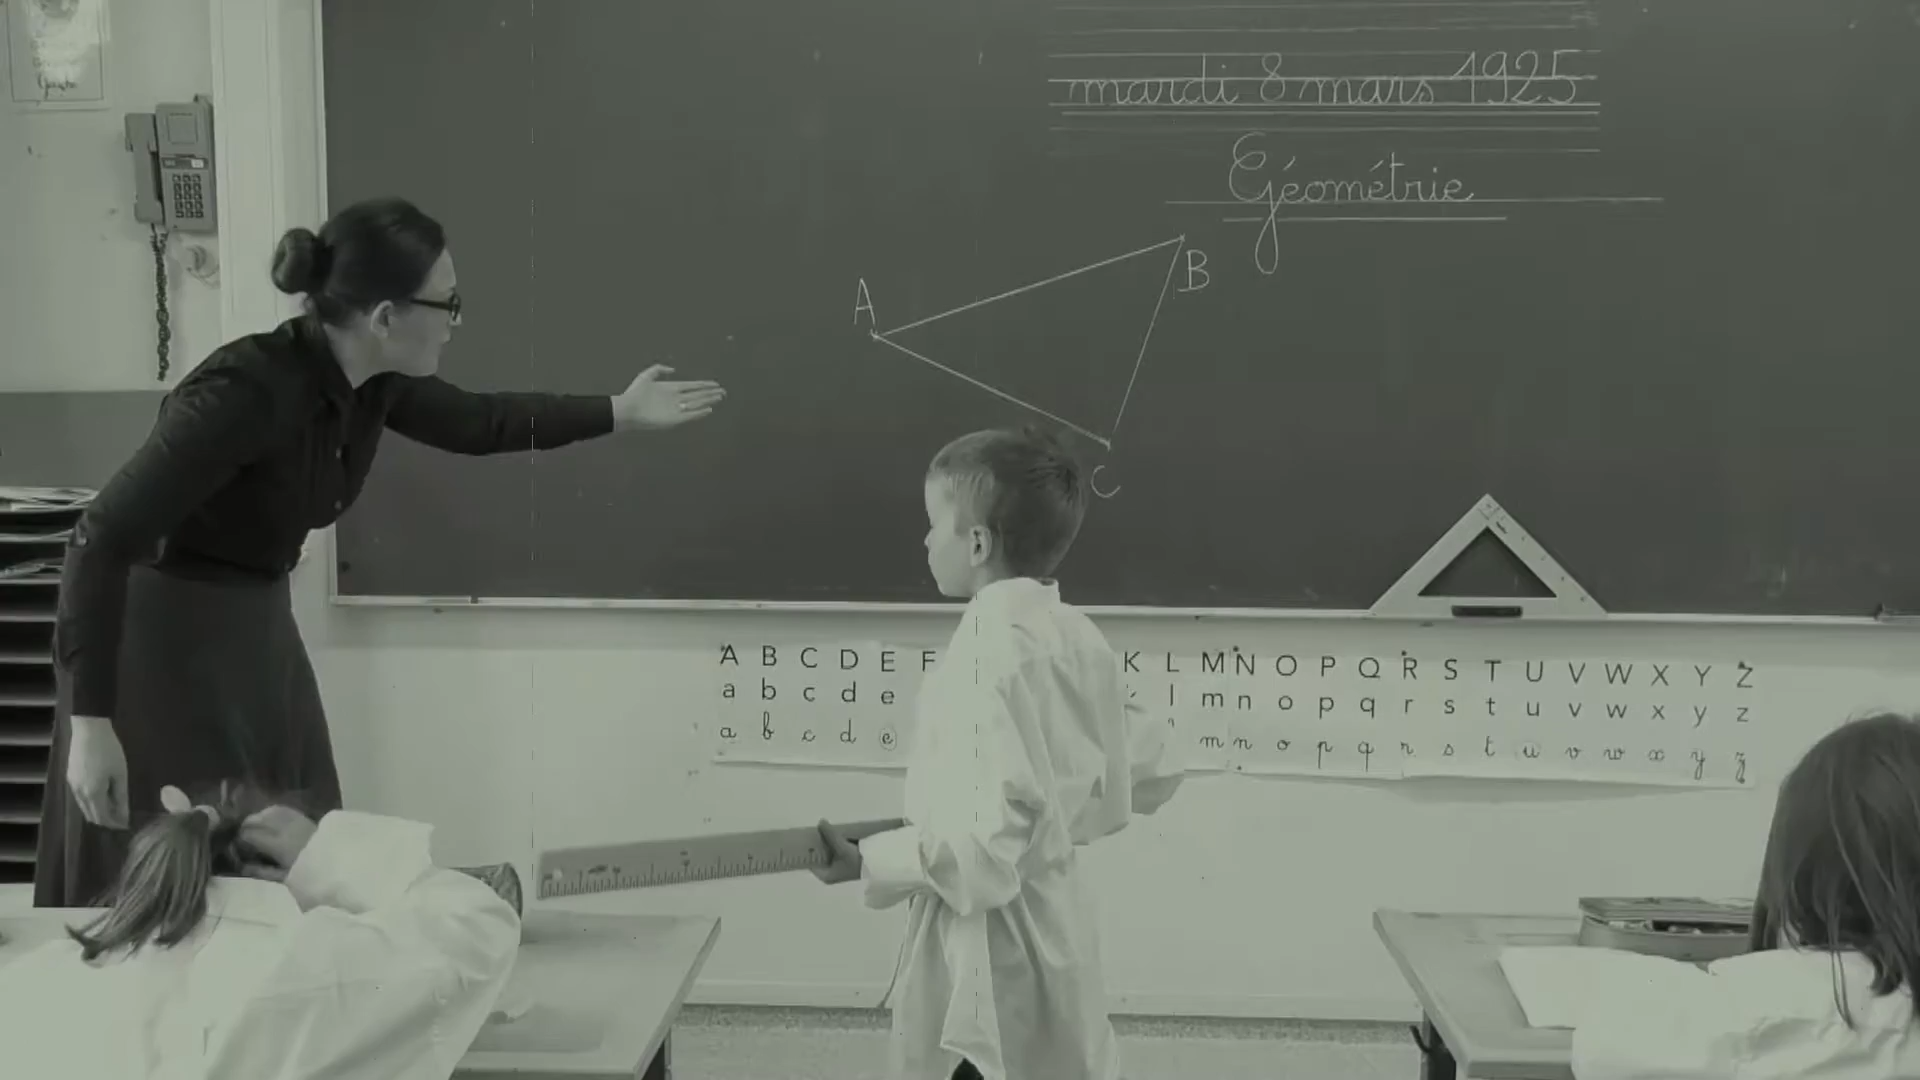 mardi 8 mars 1925
Géométrie
A
B
C
A B C D E F K L M N O P Q R S T U V W X Y Z
a b c d e l m n o p q r s t u v w x y z
a b c d e m n o p q r s t u v w x y z